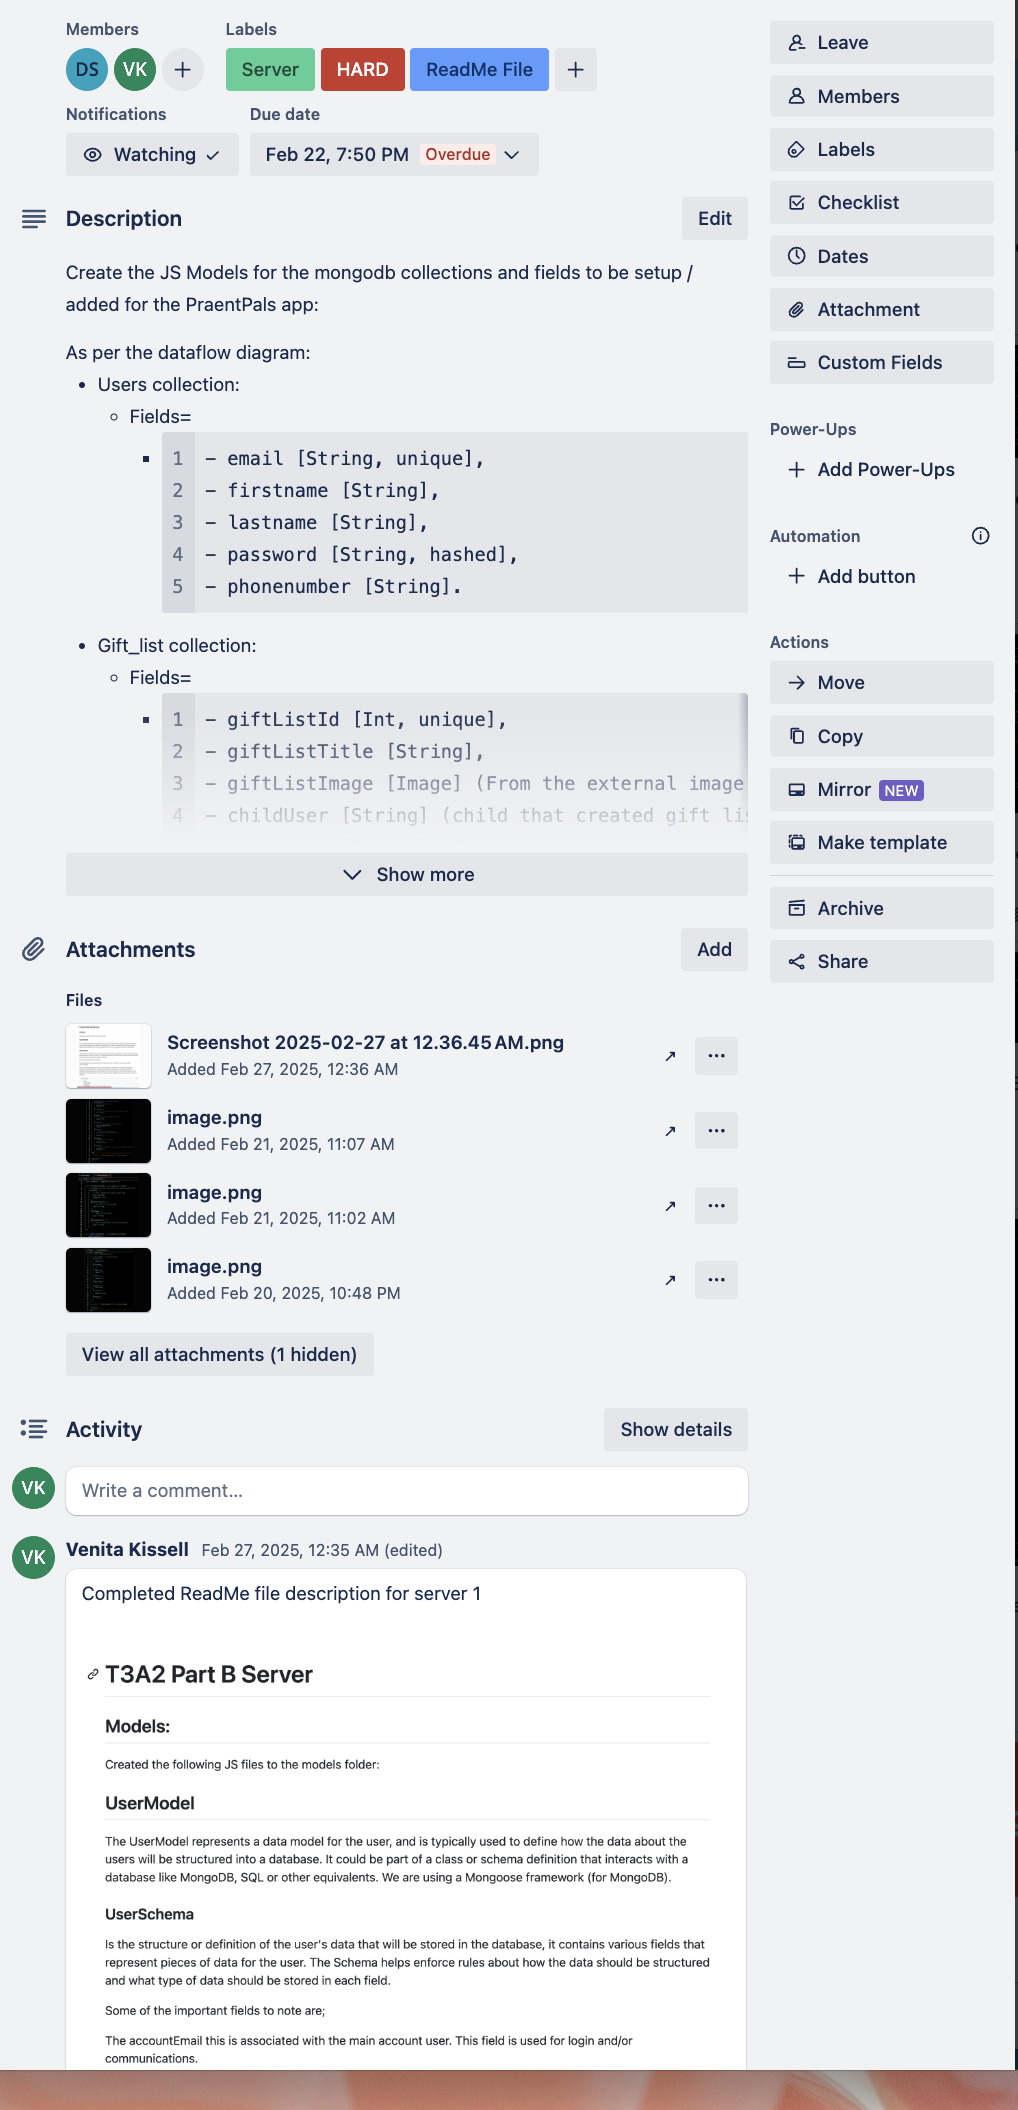 Members
Labels
DS VK
Server HARD ReadMe File
Notifications
Due date
Watching
Feb 22, 7:50 PM Overdue
Description
Edit
Create the JS Models for the mongodb collections and fields to be setup /
added for the PraentPals app:
As per the dataflow diagram:
• Users collection:
Fields=
1 – email [String, unique],
2 – firstname [String],
3 – lastname [String],
4 – password [String, hashed],
5 – phonenumber [String].
• Gift_list collection:
Fields=
1 – giftListId [Int, unique],
2 – giftListTitle [String],
3 – giftListImage [Image] (From the external image
4 – childUser [String] (child that created gift lis
Show more
Attachments
Add
Files
Screenshot 2025-02-27 at 12.36.45 AM.png
Added Feb 27, 2025, 12:36 AM
image.png
Added Feb 21, 2025, 11:07 AM
image.png
Added Feb 21, 2025, 11:02 AM
image.png
Added Feb 20, 2025, 10:48 PM
View all attachments (1 hidden)
Activity
Show details
VK
Write a comment...
VK
Venita Kissell Feb 27, 2025, 12:35 AM (edited)
Completed ReadMe file description for server 1
T3A2 Part B Server
Models:
Created the following JS files to the models folder:
UserModel
The UserModel represents a data model for the user, and is typically used to define how the data about the
users will be structured into a database. It could be part of a class or schema definition that interacts with a
database like MongoDB, SQL or other equivalents. We are using a Mongoose framework (for MongoDB).
UserSchema
Is the structure or definition of the user's data that will be stored in the database, it contains various fields that
represent pieces of data for the user. The Schema helps enforce rules about how the data should be structured
and what type of data should be stored in each field.
Some of the important fields to note are;
The accountEmail this is associated with the main account user. This field is used for login and/or
communications.
Leave
Members
Labels
Checklist
Dates
Attachment
Custom Fields
Power-Ups
+ Add Power-Ups
Automation
+ Add button
Actions
Move
Copy
Mirror NEW
Make template
Archive
Share